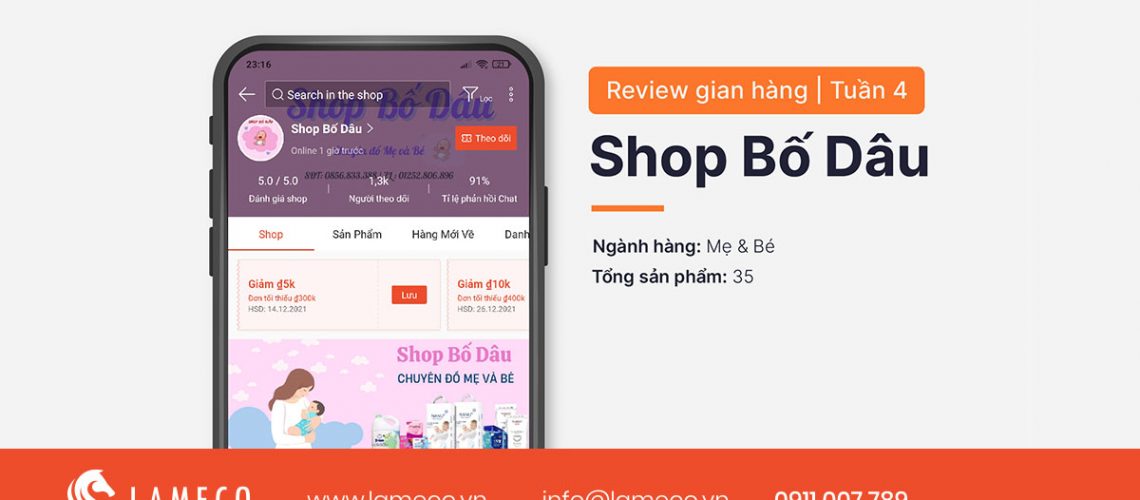 23:16
Search in the shop
Lọc
Shop Bố Dâu
Shop Bố Dâu
Theo dõi
Online 1 giờ trước
Chuyên đồ Mẹ và Bé
SĐT: 0856.833.388
01252.806.896
5.0 / 5.0
1,3k
91%
Đánh giá shop
Người theo dõi
Tỉ lệ phản hồi Chat
Shop
Sản Phẩm
Hàng Mới Về
Danh
Giảm ₫5k
Đơn tối thiểu ₫300k
HSD: 14.12.2021
Lưu
Giảm ₫10k
Đơn tối thiểu ₫400k
HSD: 26.12.2021
Shop Bố Dâu
CHUYÊN ĐỒ MẸ VÀ BÉ
Review gian hàng | Tuần 4
Shop Bố Dâu
Ngành hàng: Mẹ & Bé
Tổng sản phẩm: 35
LAMECO
www.lameco.vn
info@lameco.vn
0911 007 789